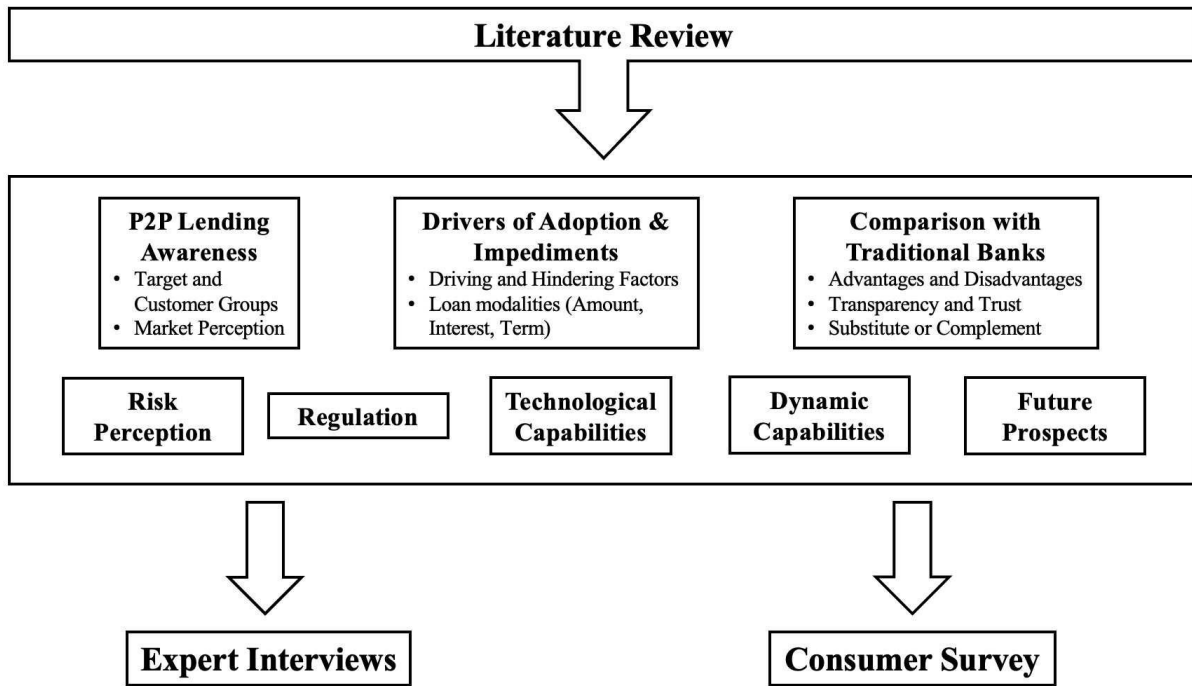 Literature Review
P2P Lending
Awareness
• Target and
Customer Groups
• Market Perception
Drivers of Adoption &
Impediments
• Driving and Hindering Factors
• Loan modalities (Amount,
Interest, Term)
Comparison with
Traditional Banks
• Advantages and Disadvantages
• Transparency and Trust
• Substitute or Complement
Risk
Perception
Regulation
Technological
Capabilities
Dynamic
Capabilities
Future
Prospects
Expert Interviews
Consumer Survey